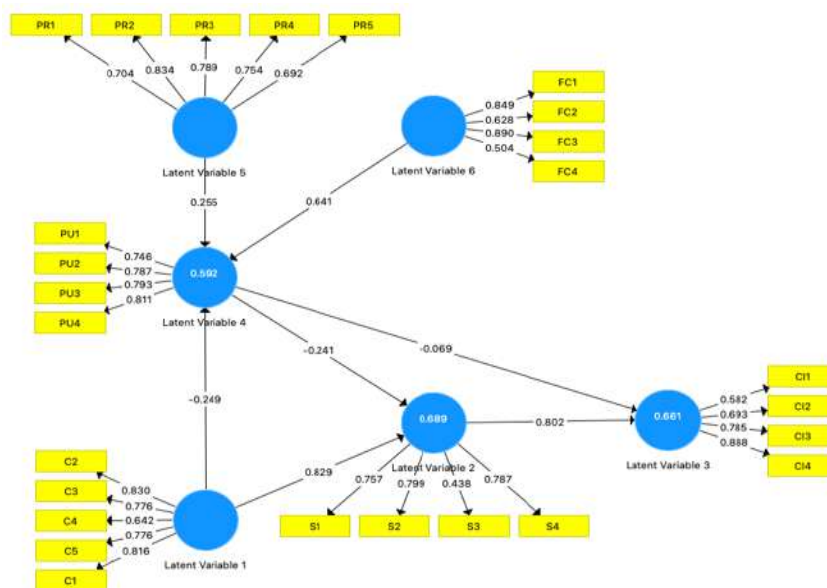 PR1 PR2 PR3 PR4 PR5
0.704 0.834 0.789 0.754 0.692
Latent Variable 5
FC1
FC2
FC3
FC4
0.849
0.628
0.890
0.504
Latent Variable 6
0.255
0.641
PU1
PU2
PU3
PU4
0.746
0.787
0.793
0.811
0.592
Latent Variable 4
-0.249
-0.241
-0.069
0.689
Latent Variable 2
0.802
0.661
Latent Variable 3
CI1
CI2
CI3
CI4
0.582
0.693
0.785
0.888
0.829
C2
C3
C4
C5
C1
0.830
0.776
0.642
0.776
0.816
Latent Variable 1
0.757 0.799 0.438 0.787
S1 S2 S3 S4